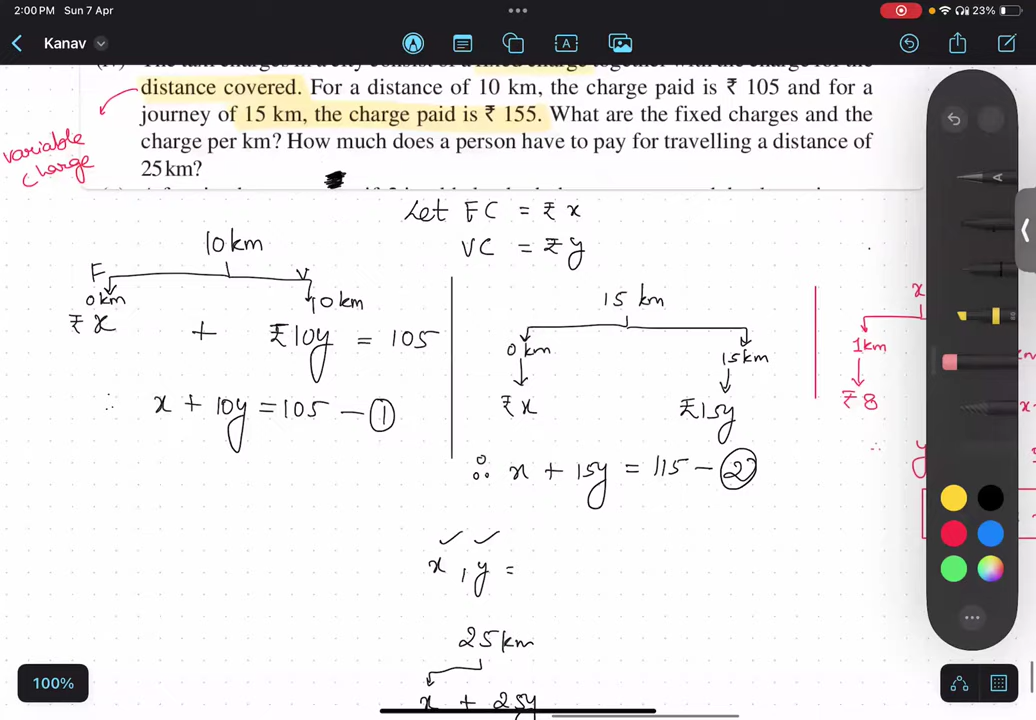 2:00 PM Sun 7 Apr
23%
Kanav
distance covered. For a distance of 10 km, the charge paid is ₹ 105 and for a
journey of 15 km, the charge paid is ₹ 155. What are the fixed charges and the
charge per km? How much does a person have to pay for travelling a distance of
25 km?
variable
charge
Let FC = ₹ x
VC = ₹ y
10 km
F V
0 km 10 km
₹ x + ₹10y = 105
∴ x + 10y = 105 — ①
15 km
0 km 15 km
₹ x ₹15y
∴ x + 15y = 115 — ②
x
1 km
₹ 8
∴ y
x, y =
25 km
x + 25y
100%